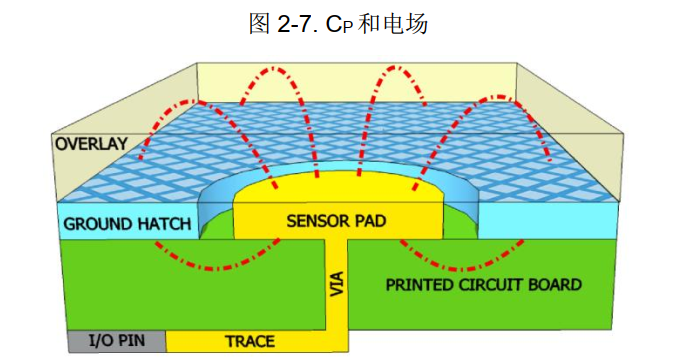 图 2-7. CP 和电场
OVERLAY
GROUND HATCH
SENSOR PAD
VIA
PRINTED CIRCUIT BOARD
I/O PIN
TRACE